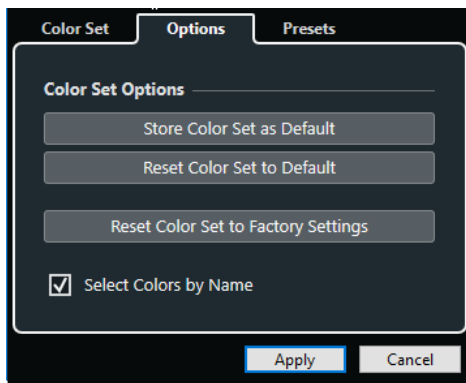 Color Set Options Presets
Color Set Options
Store Color Set as Default
Reset Color Set to Default
Reset Color Set to Factory Settings
Select Colors by Name
Apply Cancel